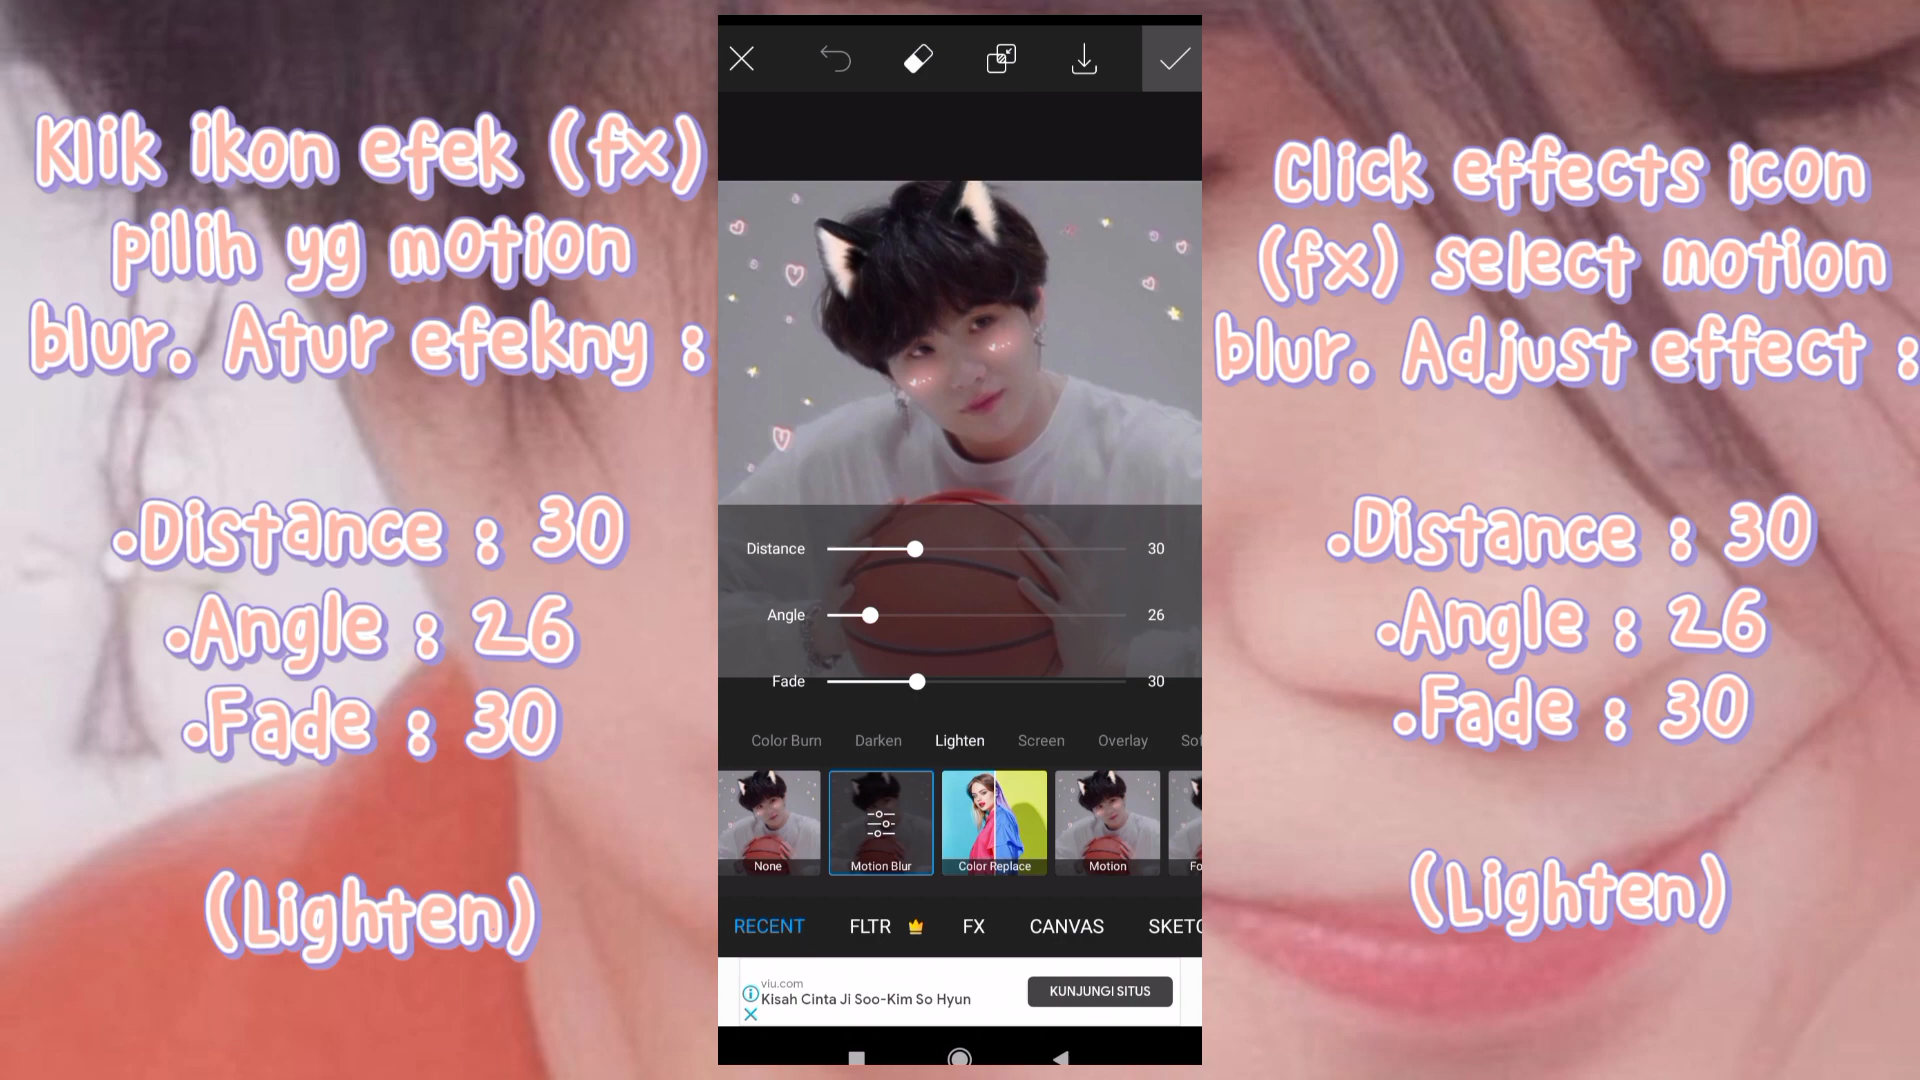 Klik ikon efek (fx)
pilih yg motion
blur. Atur efekny :
.Distance : 30
.Angle : 26
.Fade : 30
(Lighten)
Distance 30
Angle 26
Fade 30
Color Burn Darken Lighten Screen Overlay Sof
None Motion Blur Color Replace Motion Fo
RECENT FLTR FX CANVAS SKETC
viu.com
Kisah Cinta Ji Soo-Kim So Hyun
KUNJUNGI SITUS
Click effects icon
(fx) select motion
blur. Adjust effect :
.Distance : 30
.Angle : 26
.Fade : 30
(Lighten)